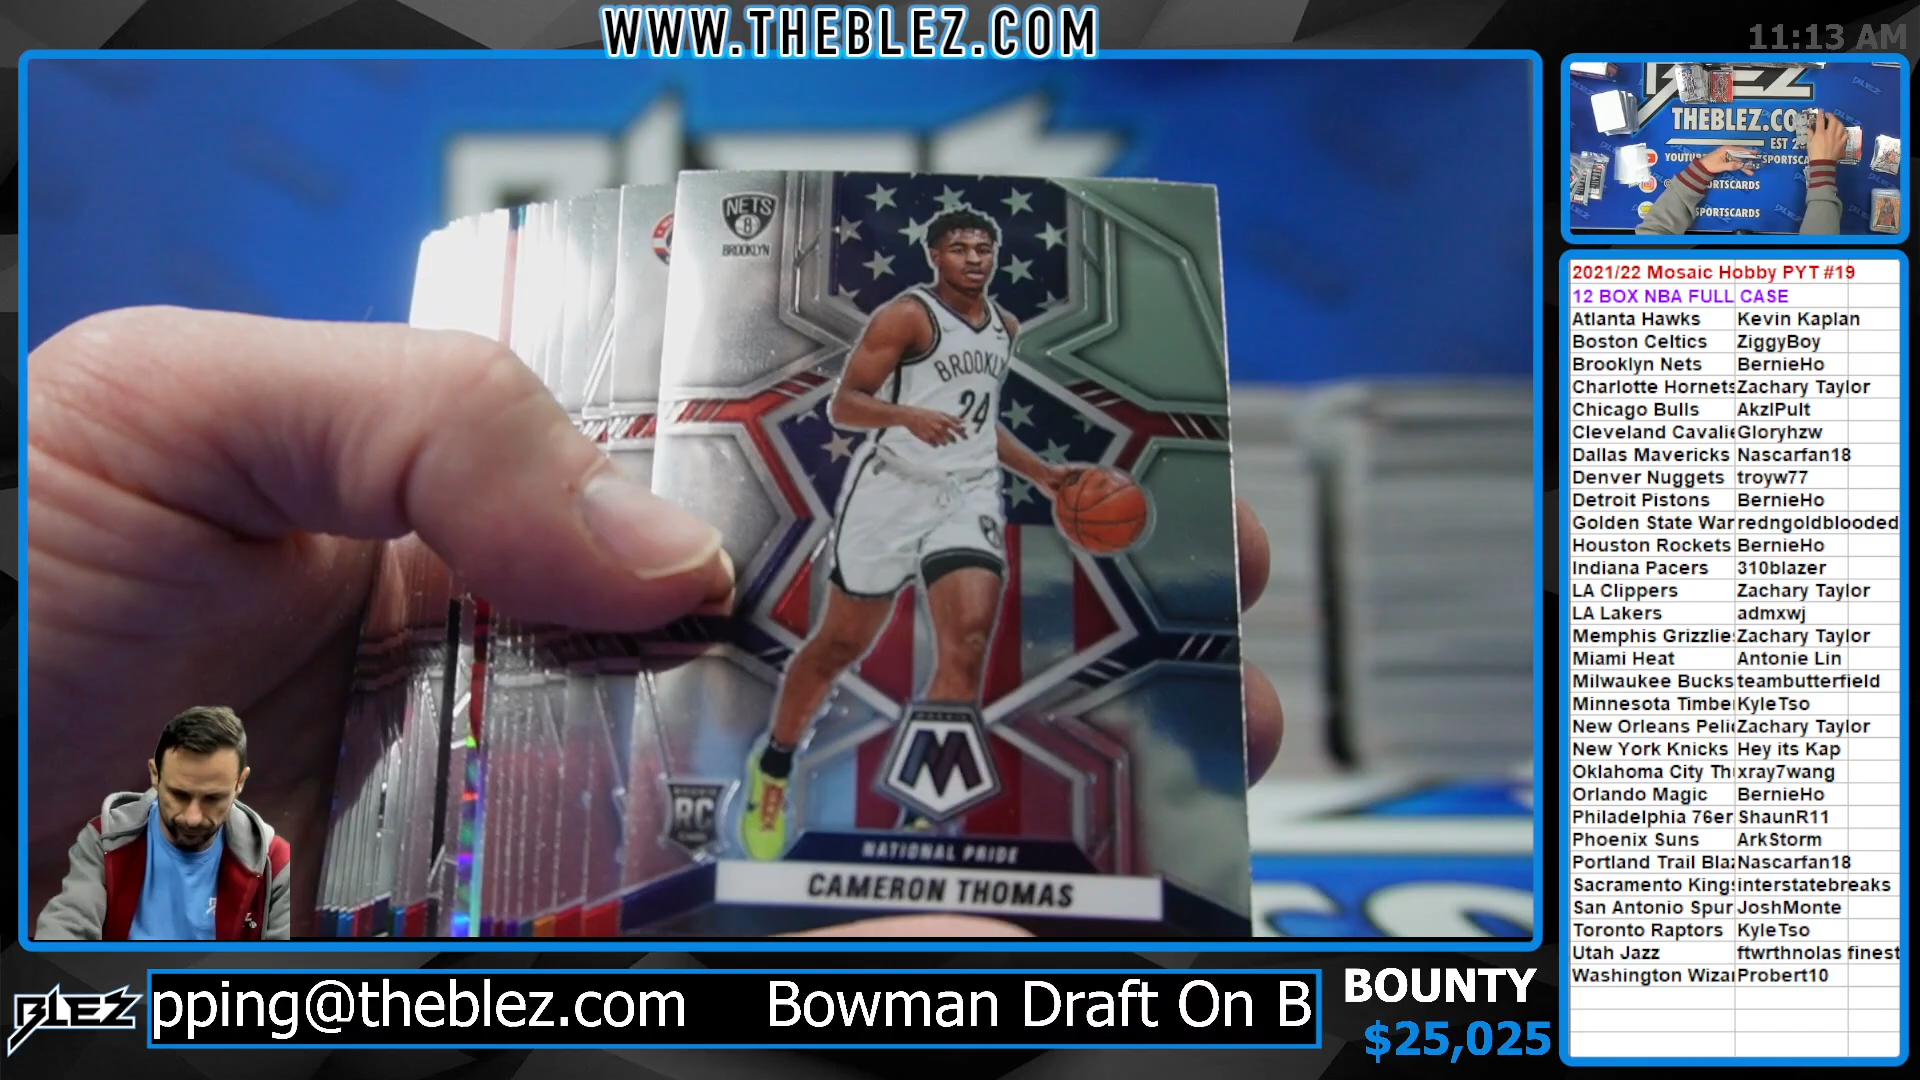 WWW.THEBLEZ.COM
11:13 AM
NETS
BROOKLYN
BROOKLYN
24
RC
NATIONAL PRIDE
CAMERON THOMAS
THEBLEZ.CO
2021/22 Mosaic Hobby PYT #19
12 BOX NBA FULL CASE
Atlanta Hawks Kevin Kaplan
Boston Celtics ZiggyBoy
Brooklyn Nets BernieHo
Charlotte Hornets Zachary Taylor
Chicago Bulls AkzlPult
Cleveland Cavalie Gloryhzw
Dallas Mavericks Nascarfan18
Denver Nuggets troyw77
Detroit Pistons BernieHo
Golden State War redngoldblooded
Houston Rockets BernieHo
Indiana Pacers 310blazer
LA Clippers Zachary Taylor
LA Lakers admxwj
Memphis Grizzlies Zachary Taylor
Miami Heat Antonie Lin
Milwaukee Bucks teambutterfield
Minnesota Timbe KyleTso
New Orleans Peli Zachary Taylor
New York Knicks Hey its Kap
Oklahoma City Th xray7wang
Orlando Magic BernieHo
Philadelphia 76er ShaunR11
Phoenix Suns ArkStorm
Portland Trail Blaz Nascarfan18
Sacramento Kings interstatebreaks
San Antonio Spur JoshMonte
Toronto Raptors KyleTso
Utah Jazz ftwrthnolas finest
Washington Wizar Probert10
BLEZ
pping@theblez.com Bowman Draft On B
BOUNTY
$25,025